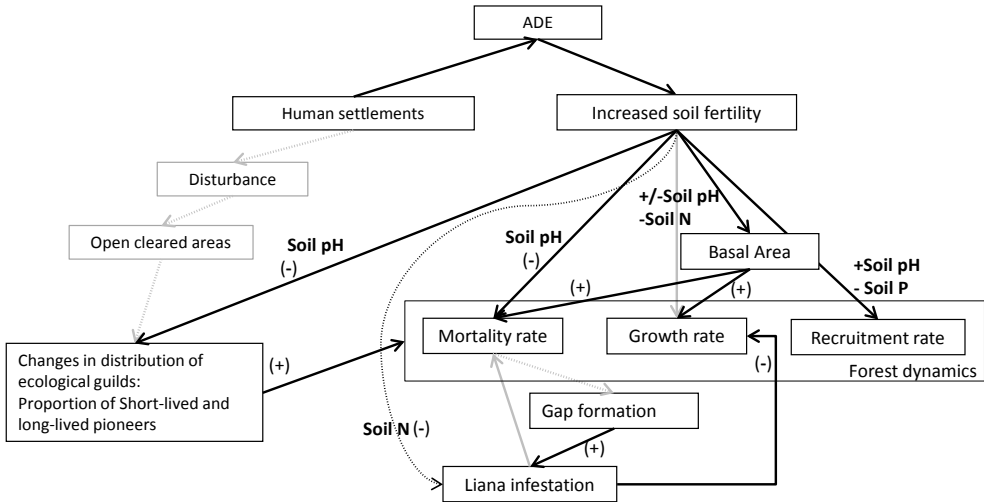 ADE
Human settlements
Increased soil fertility
Disturbance
+/-Soil pH
-Soil N
Open cleared areas
Soil pH
(-)
Soil pH
(-)
Basal Area
+Soil pH
- Soil P
(+)
(+)
Mortality rate
Growth rate
Recruitment rate
Changes in distribution of
ecological guilds:
Proportion of Short-lived and
long-lived pioneers
(+)
(-)
Forest dynamics
Gap formation
Soil N (-)
(+)
Liana infestation